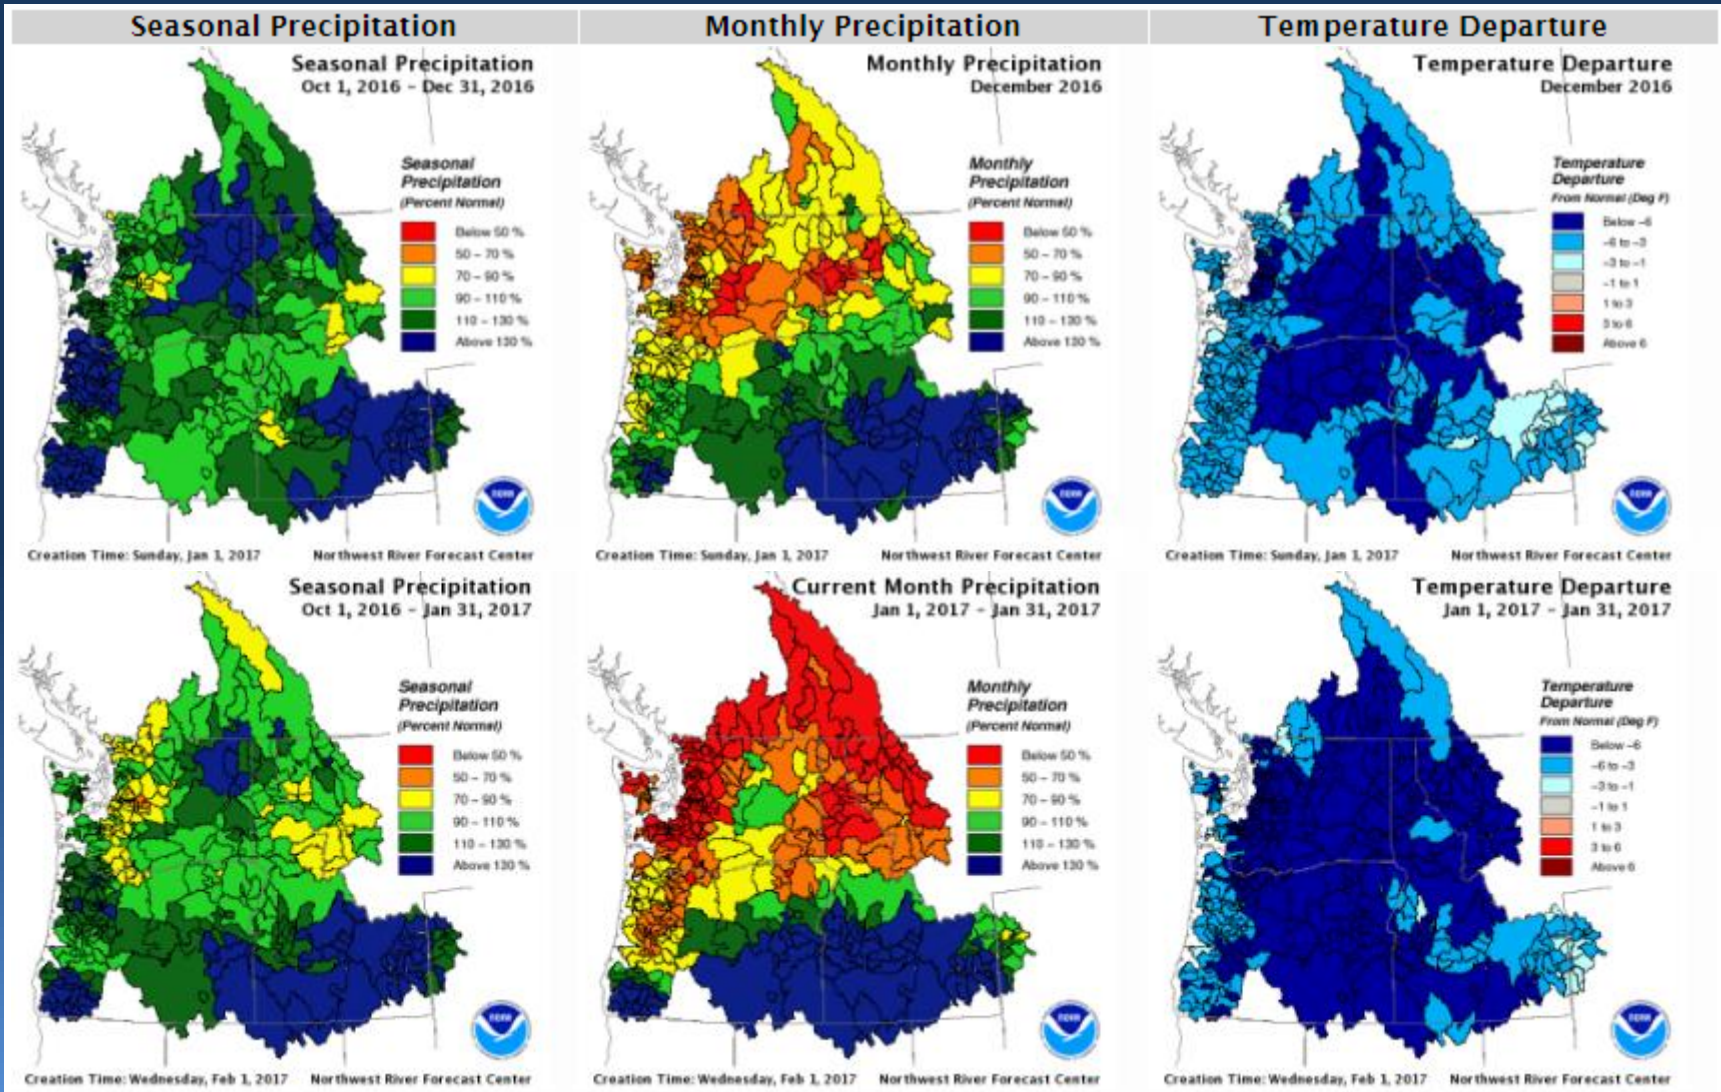 Seasonal Precipitation
Monthly Precipitation
Temperature Departure
Seasonal Precipitation
Oct 1, 2016 - Dec 31, 2016
Seasonal
Precipitation
(Percent Normal)
Below 50 %
50 - 70 %
70 - 90 %
90 - 110 %
110 - 130 %
Above 130 %
noaa
Creation Time: Sunday, Jan 1, 2017
Northwest River Forecast Center
Monthly Precipitation
December 2016
Monthly
Precipitation
(Percent Normal)
Below 50 %
50 - 70 %
70 - 90 %
90 - 110 %
110 - 130 %
Above 130 %
noaa
Creation Time: Sunday, Jan 1, 2017
Northwest River Forecast Center
Temperature Departure
December 2016
Temperature
Departure
From Normal (Deg F)
Below -6
-6 to -3
-3 to -1
-1 to 1
1 to 3
3 to 6
Above 6
noaa
Creation Time: Sunday, Jan 1, 2017
Northwest River Forecast Center
Seasonal Precipitation
Oct 1, 2016 - Jan 31, 2017
Seasonal
Precipitation
(Percent Normal)
Below 50 %
50 - 70 %
70 - 90 %
90 - 110 %
110 - 130 %
Above 130 %
noaa
Creation Time: Wednesday, Feb 1, 2017
Northwest River Forecast Center
Current Month Precipitation
Jan 1, 2017 - Jan 31, 2017
Monthly
Precipitation
(Percent Normal)
Below 50 %
50 - 70 %
70 - 90 %
90 - 110 %
110 - 130 %
Above 130 %
noaa
Creation Time: Wednesday, Feb 1, 2017
Northwest River Forecast Center
Temperature Departure
Jan 1, 2017 - Jan 31, 2017
Temperature
Departure
From Normal (Deg F)
Below -6
-6 to -3
-3 to -1
-1 to 1
1 to 3
3 to 6
Above 6
noaa
Creation Time: Wednesday, Feb 1, 2017
Northwest River Forecast Center